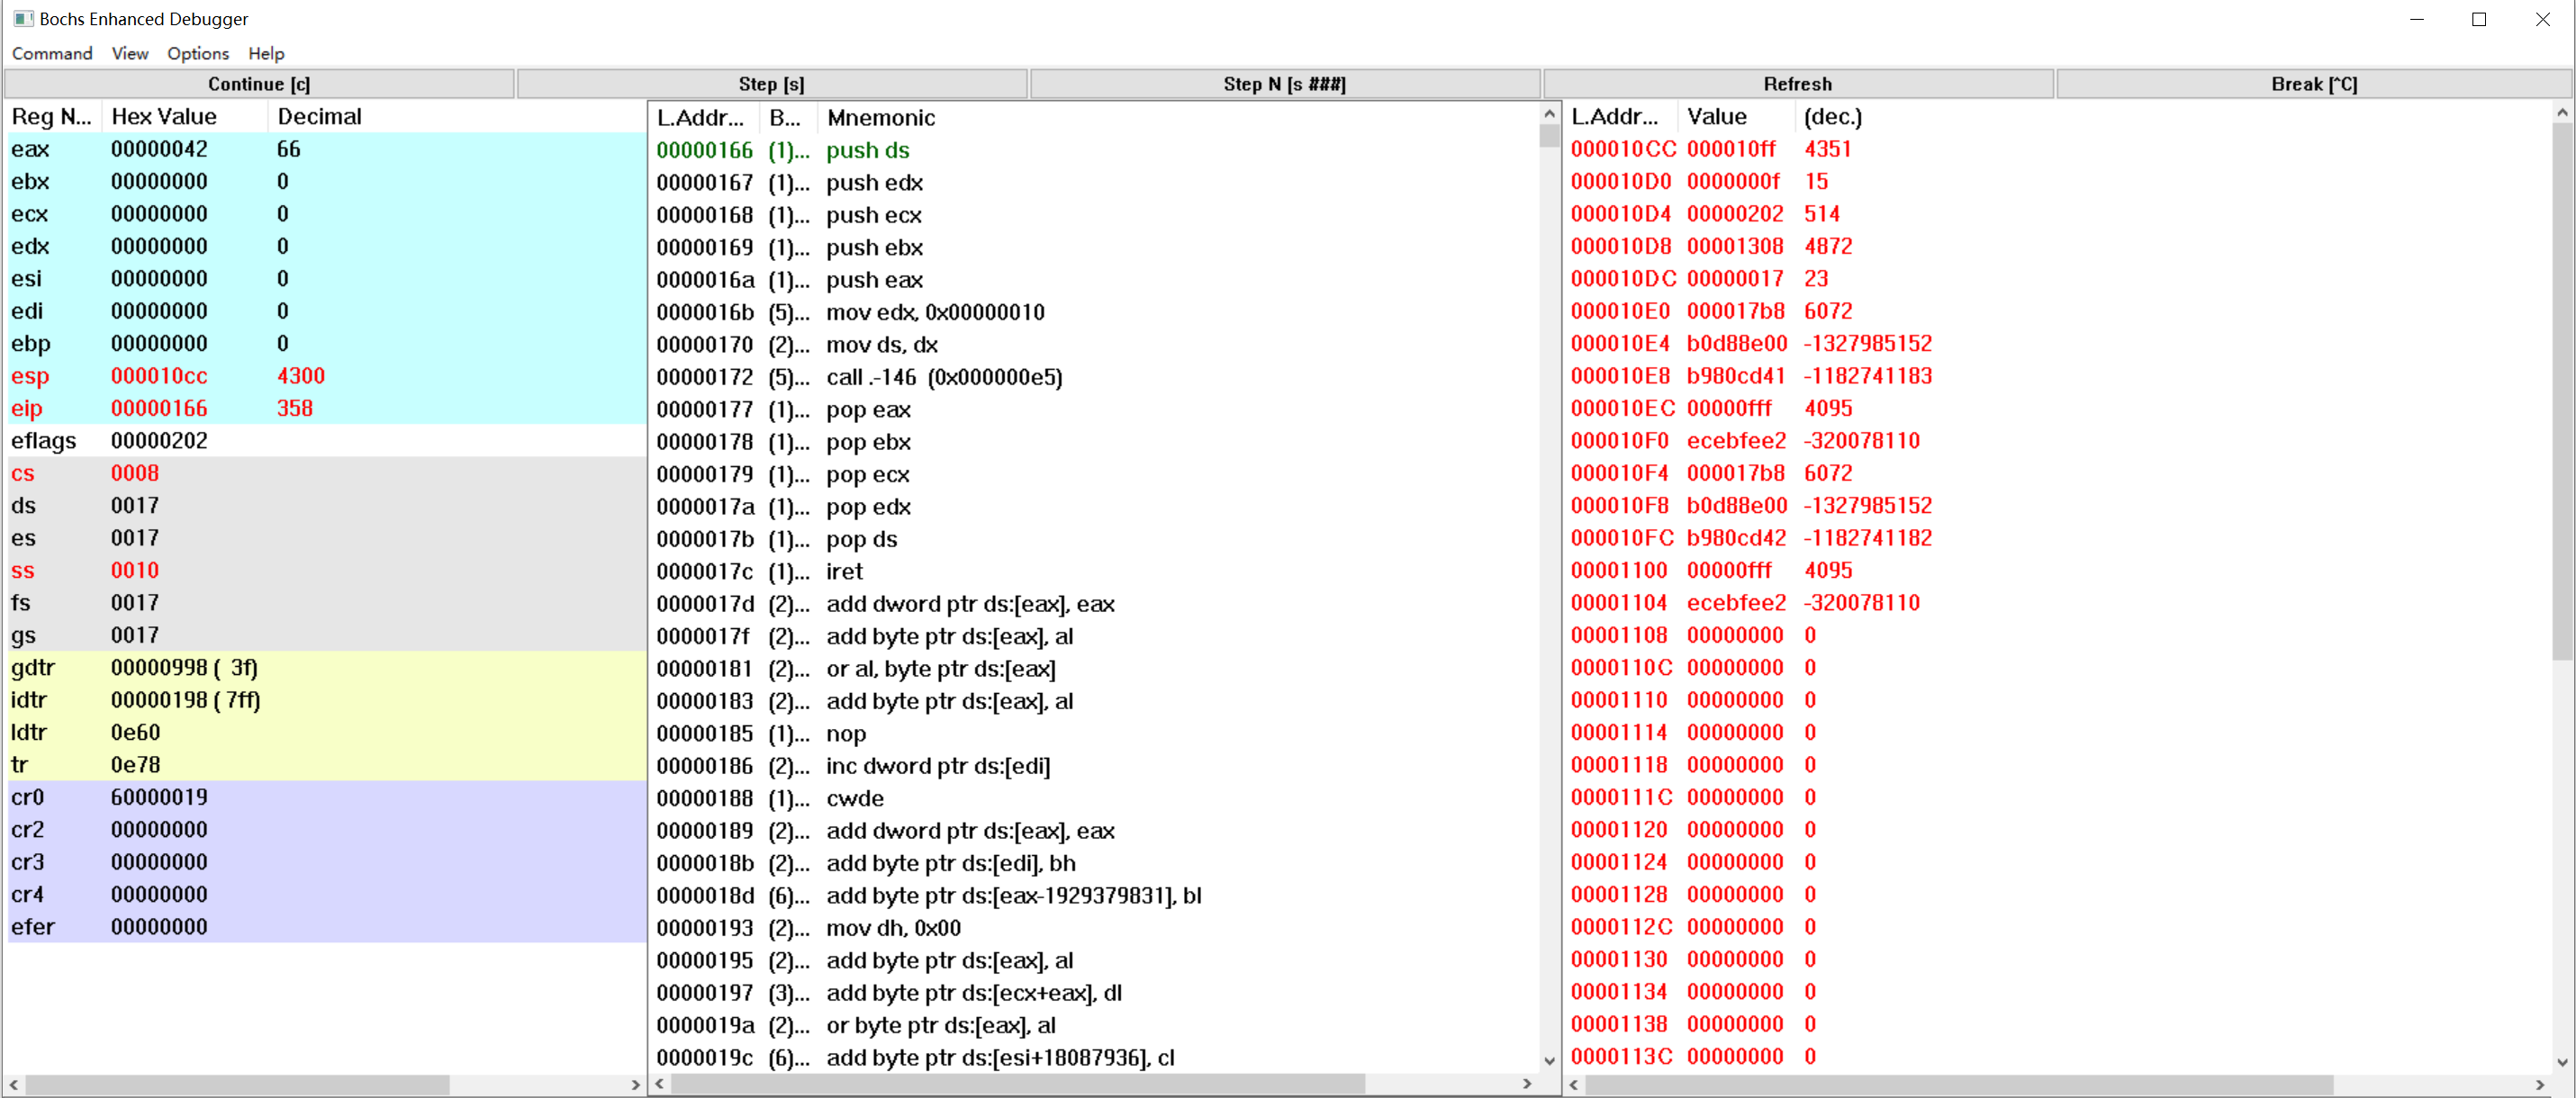 Bochs Enhanced Debugger
Command View Options Help
Continue [c] Step [s] Step N [s ###] Refresh Break [^C]
Reg N... Hex Value Decimal
eax 00000042 66
ebx 00000000 0
ecx 00000000 0
edx 00000000 0
esi 00000000 0
edi 00000000 0
ebp 00000000 0
esp 000010cc 4300
eip 00000166 358
eflags 00000202
cs 0008
ds 0017
es 0017
ss 0010
fs 0017
gs 0017
gdtr 00000998 ( 3f)
idtr 00000198 ( 7ff)
ldtr 0e60
tr 0e78
cr0 60000019
cr2 00000000
cr3 00000000
cr4 00000000
efer 00000000
L.Addr... B... Mnemonic
00000166 (1)... push ds
00000167 (1)... push edx
00000168 (1)... push ecx
00000169 (1)... push ebx
0000016a (1)... push eax
0000016b (5)... mov edx, 0x00000010
00000170 (2)... mov ds, dx
00000172 (5)... call .-146 (0x000000e5)
00000177 (1)... pop eax
00000178 (1)... pop ebx
00000179 (1)... pop ecx
0000017a (1)... pop edx
0000017b (1)... pop ds
0000017c (1)... iret
0000017d (2)... add dword ptr ds:[eax], eax
0000017f (2)... add byte ptr ds:[eax], al
00000181 (2)... or al, byte ptr ds:[eax]
00000183 (2)... add byte ptr ds:[eax], al
00000185 (1)... nop
00000186 (2)... inc dword ptr ds:[edi]
00000188 (1)... cwde
00000189 (2)... add dword ptr ds:[eax], eax
0000018b (2)... add byte ptr ds:[edi], bh
0000018d (6)... add byte ptr ds:[eax-1929379831], bl
00000193 (2)... mov dh, 0x00
00000195 (2)... add byte ptr ds:[eax], al
00000197 (3)... add byte ptr ds:[ecx+eax], dl
0000019a (2)... or byte ptr ds:[eax], al
0000019c (6)... add byte ptr ds:[esi+18087936], cl
L.Addr... Value (dec.)
000010CC 000010ff 4351
000010D0 0000000f 15
000010D4 00000202 514
000010D8 00001308 4872
000010DC 00000017 23
000010E0 000017b8 6072
000010E4 b0d88e00 -1327985152
000010E8 b980cd41 -1182741183
000010EC 00000fff 4095
000010F0 ecebfee2 -320078110
000010F4 000017b8 6072
000010F8 b0d88e00 -1327985152
000010FC b980cd42 -1182741182
00001100 00000fff 4095
00001104 ecebfee2 -320078110
00001108 00000000 0
0000110C 00000000 0
00001110 00000000 0
00001114 00000000 0
00001118 00000000 0
0000111C 00000000 0
00001120 00000000 0
00001124 00000000 0
00001128 00000000 0
0000112C 00000000 0
00001130 00000000 0
00001134 00000000 0
00001138 00000000 0
0000113C 00000000 0